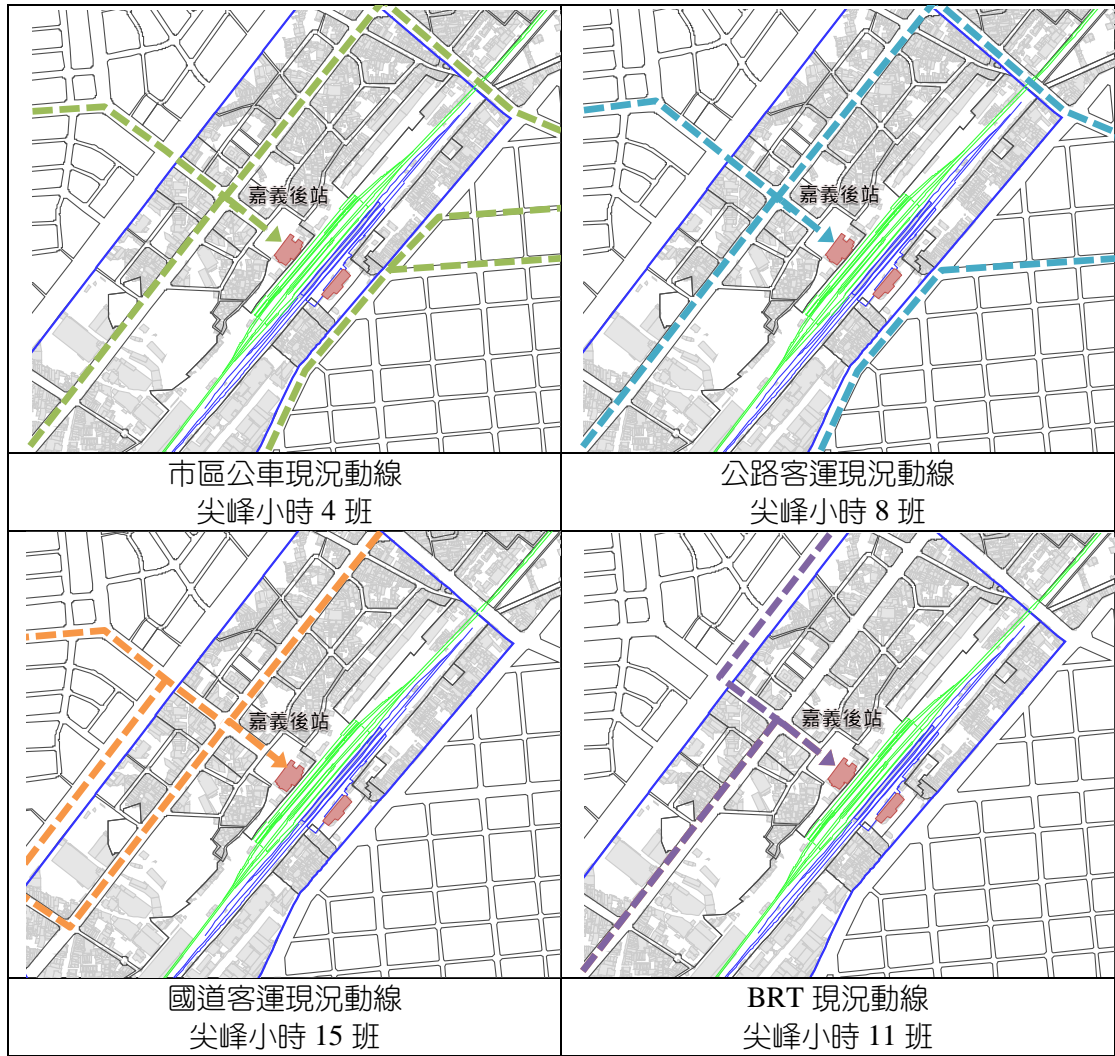 嘉義後站
嘉義後站
市區公車現況動線
尖峰小時 4 班
公路客運現況動線
尖峰小時 8 班
嘉義後站
嘉義後站
國道客運現況動線
尖峰小時 15 班
BRT 現況動線
尖峰小時 11 班